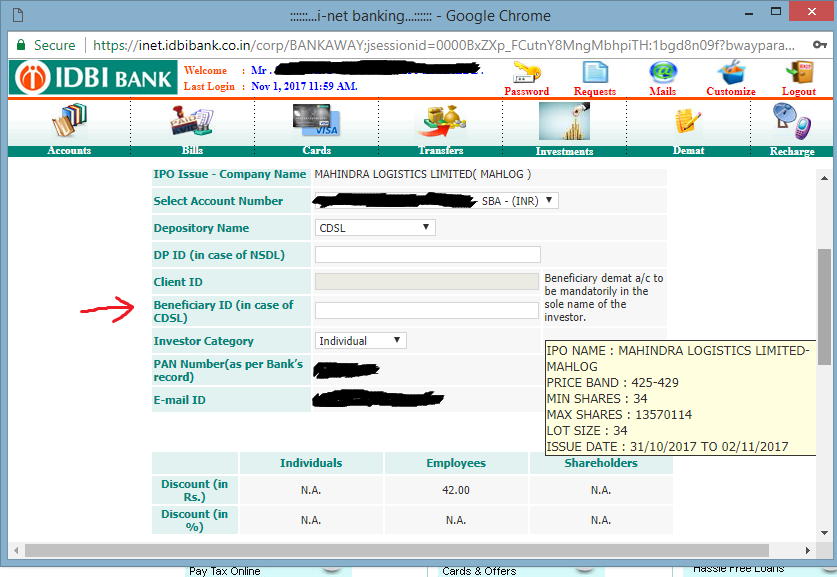 ::::::...i-net banking...:::::: - Google Chrome
Secure | https://inet.idbibank.co.in/corp/BANKAWAY;jsessionid=0000BxZXp_FCutnY8MngMbhpiTH:1bgd8n09f?bwaypara...
IDBI BANK
Welcome : Mr .
Last Login : Nov 1, 2017 11:59 AM.
Password Requests Mails Customize Logout
VISA
Accounts Bills Cards Transfers Investments Demat Recharge
IPO Issue - Company Name MAHINDRA LOGISTICS LIMITED( MAHLOG )
Select Account Number - SBA - (INR)
Depository Name CDSL
DP ID (in case of NSDL)
Client ID
Beneficiary demat a/c to
be mandatorily in the
sole name of the
investor.
Beneficiary ID (in case of
CDSL)
Investor Category Individual
PAN Number(as per Bank's
record)
E-mail ID
IPO NAME : MAHINDRA LOGISTICS LIMITED-
MAHLOG
PRICE BAND : 425-429
MIN SHARES : 34
MAX SHARES : 13570114
LOT SIZE : 34
ISSUE DATE : 31/10/2017 TO 02/11/2017
Individuals Employees Shareholders
Discount (in
Rs.) N.A. 42.00 N.A.
Discount (in
%) N.A. N.A. N.A.
Pay Tax Online Cards & Offers Hassle Free Loans